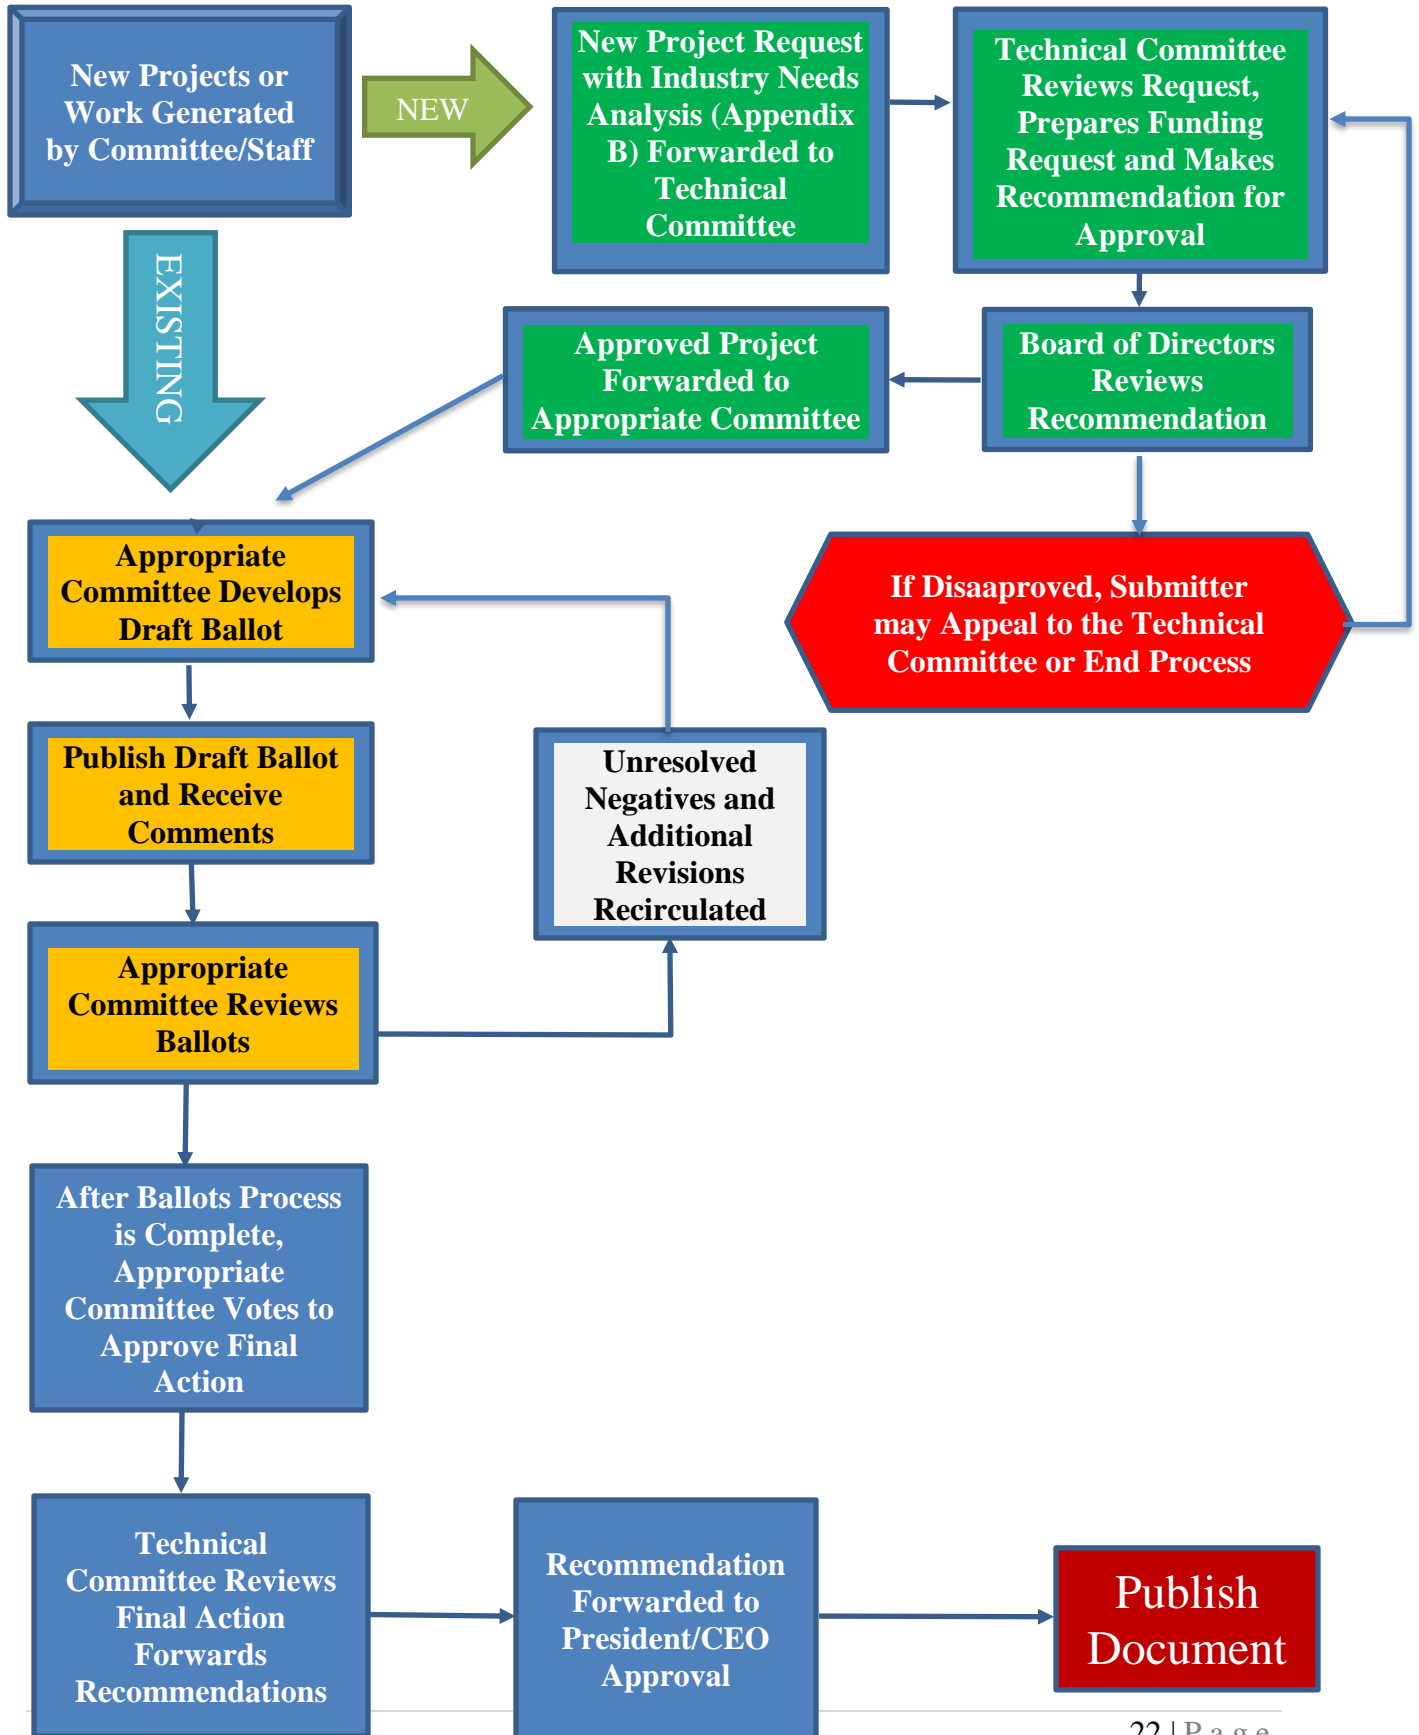 New Projects or
Work Generated
by Committee/Staff
NEW
New Project Request
with Industry Needs
Analysis (Appendix
B) Forwarded to
Technical
Committee
Technical Committee
Reviews Request,
Prepares Funding
Request and Makes
Recommendation for
Approval
EXISTING
Approved Project
Forwarded to
Appropriate Committee
Board of Directors
Reviews
Recommendation
If Disaaproved, Submitter
may Appeal to the Technical
Committee or End Process
Appropriate
Committee Develops
Draft Ballot
Publish Draft Ballot
and Receive
Comments
Unresolved
Negatives and
Additional
Revisions
Recirculated
Appropriate
Committee Reviews
Ballots
After Ballots Process
is Complete,
Appropriate
Committee Votes to
Approve Final
Action
Technical
Committee Reviews
Final Action
Forwards
Recommendations
Recommendation
Forwarded to
President/CEO
Approval
Publish
Document
22 | P a g e